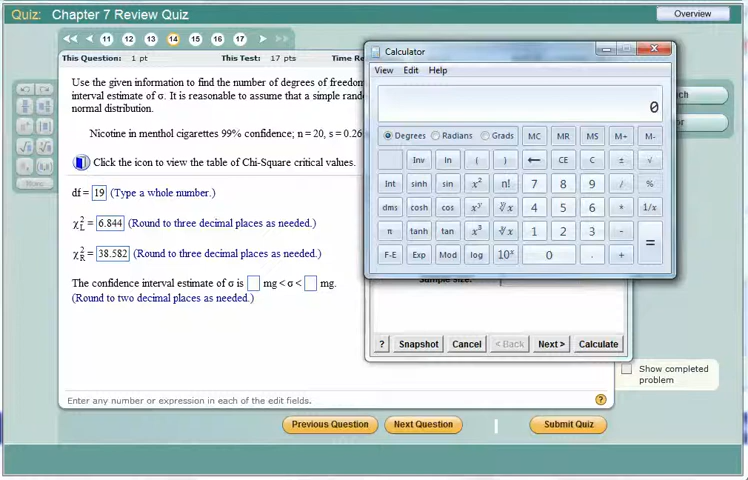 Quiz: Chapter 7 Review Quiz
Overview
11 12 13 14 15 16 17
This Question: 1 pt This Test: 17 pts Time Re
Use the given information to find the number of degrees of freedom
interval estimate of σ. It is reasonable to assume that a simple rand
normal distribution.
Nicotine in menthol cigarettes 99% confidence; n = 20, s = 0.26
Click the icon to view the table of Chi-Square critical values.
df = 19 (Type a whole number.)
χ²L = 6.844 (Round to three decimal places as needed.)
χ²R = 38.582 (Round to three decimal places as needed.)
The confidence interval estimate of σ is mg < σ < mg.
(Round to two decimal places as needed.)
More
Enter any number or expression in each of the edit fields. ?
Previous Question Next Question Submit Quiz
Calculator
View Edit Help
0
Degrees Radians Grads MC MR MS M+ M-
Inv ln ( ) ← CE C ± √
Int sinh sin x² n! 7 8 9 / %
dms cosh cos xʸ ʸ√x 4 5 6 * 1/x
π tanh tan x³ ³√x 1 2 3 - =
F-E Exp Mod log 10ˣ 0 . +
Sample size:
? Snapshot Cancel < Back Next > Calculate
ch
or
Show completed
problem